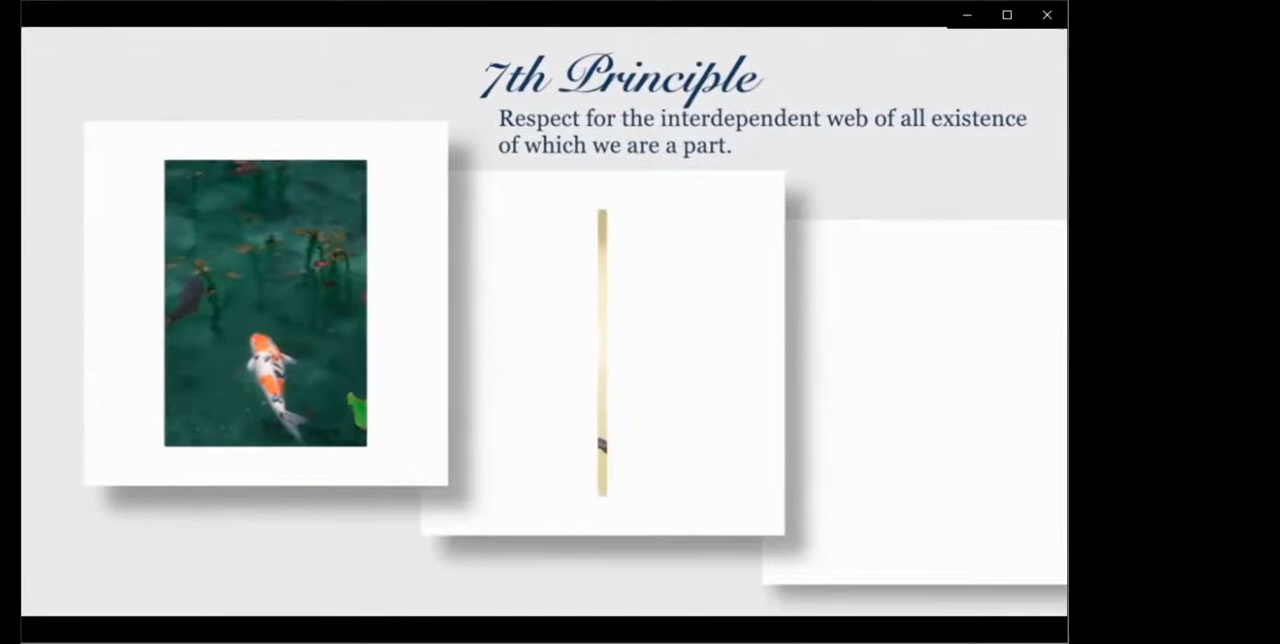 7th Principle
Respect for the interdependent web of all existence
of which we are a part.